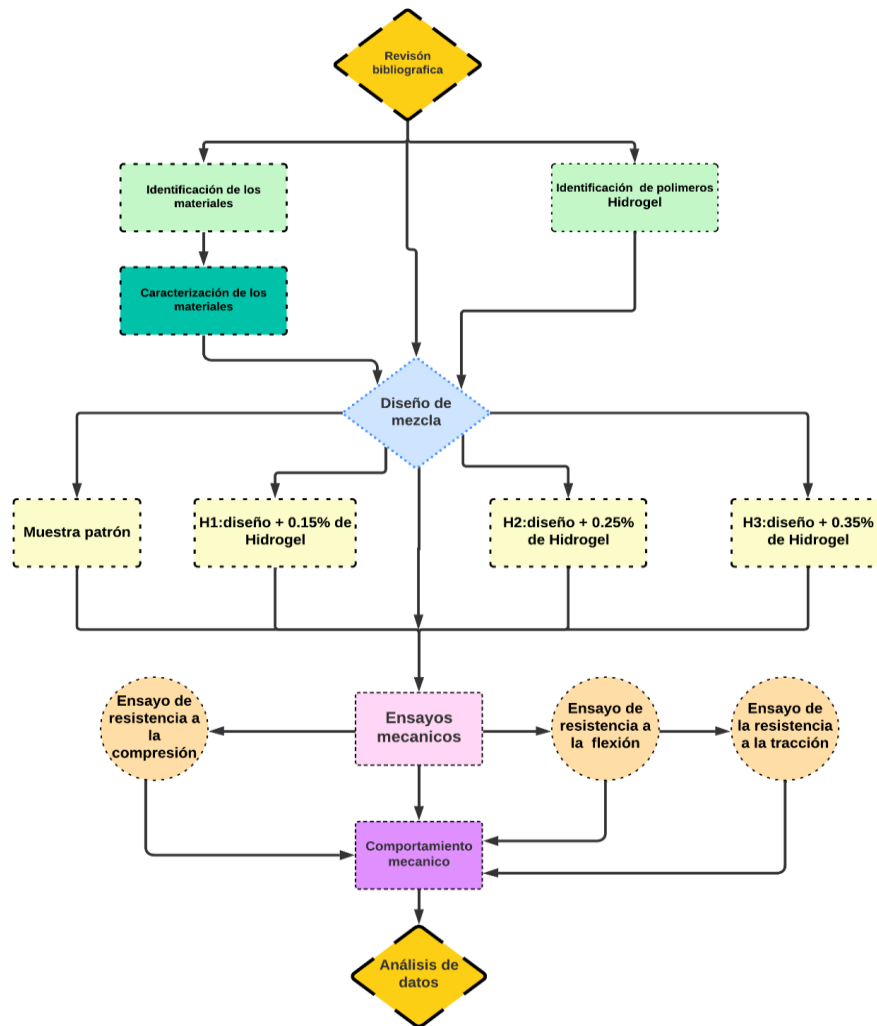 Revisón
bibliografica
Identificación de los
materiales
Identificación de polimeros
Hidrogel
Caracterización de los
materiales
Diseño de
mezcla
Muestra patrón
H1:diseño + 0.15% de
Hidrogel
H2:diseño + 0.25%
de Hidrogel
H3:diseño + 0.35%
de Hidrogel
Ensayo de
resistencia a
la
compresión
Ensayos
mecanicos
Ensayo de
resistencia a
la flexión
Ensayo de
la resistencia
a la tracción
Comportamiento
mecanico
Análisis de
datos